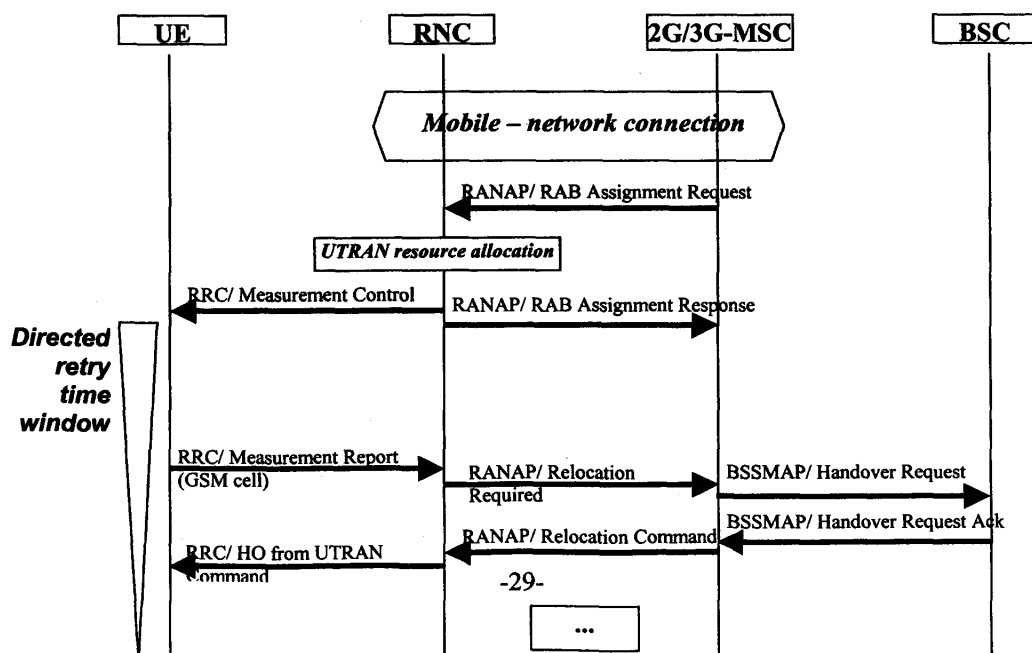 UE RNC 2G/3G-MSC BSC
Mobile – network connection
RANAP/ RAB Assignment Request
UTRAN resource allocation
RRC/ Measurement Control
RANAP/ RAB Assignment Response
Directed
retry
time
window
RRC/ Measurement Report
(GSM cell)
RANAP/ Relocation
Required
BSSMAP/ Handover Request
BSSMAP/ Handover Request Ack
RANAP/ Relocation Command
RRC/ HO from UTRAN
Command
-29-
...